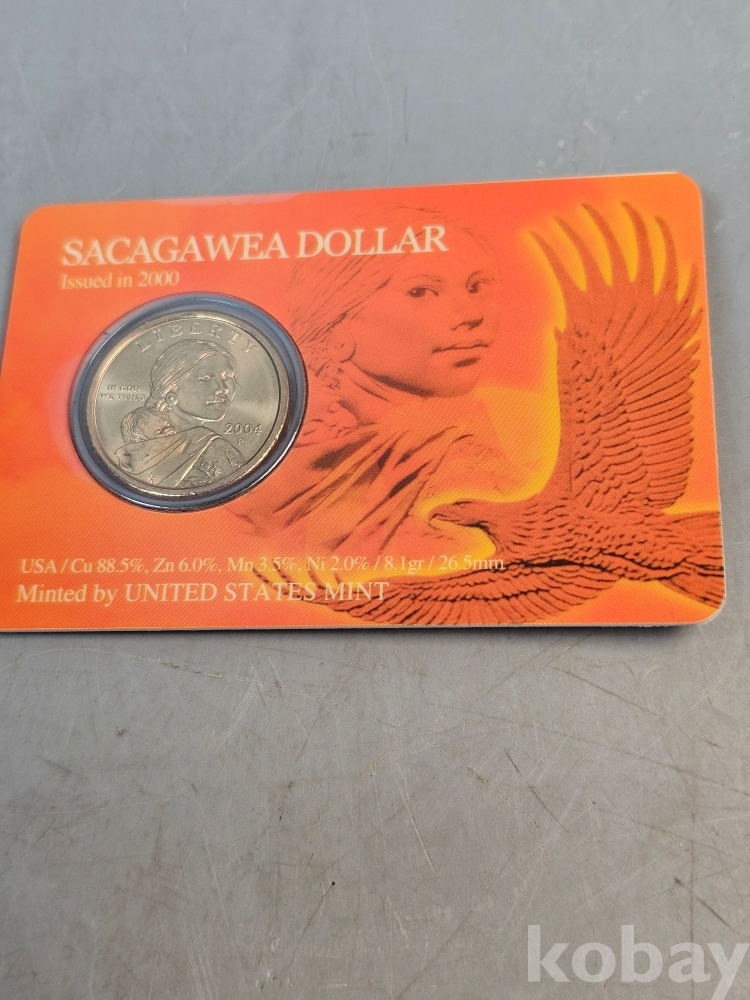 SACAGAWEA DOLLAR
Issued in 2000
LIBERTY
IN GOD
WE TRUST
2004
P
USA / Cu 88.5%, Zn 6.0%, Mn 3.5%, Ni 2.0% / 8.1gr / 26.5mm
Minted by UNITED STATES MINT
kobay